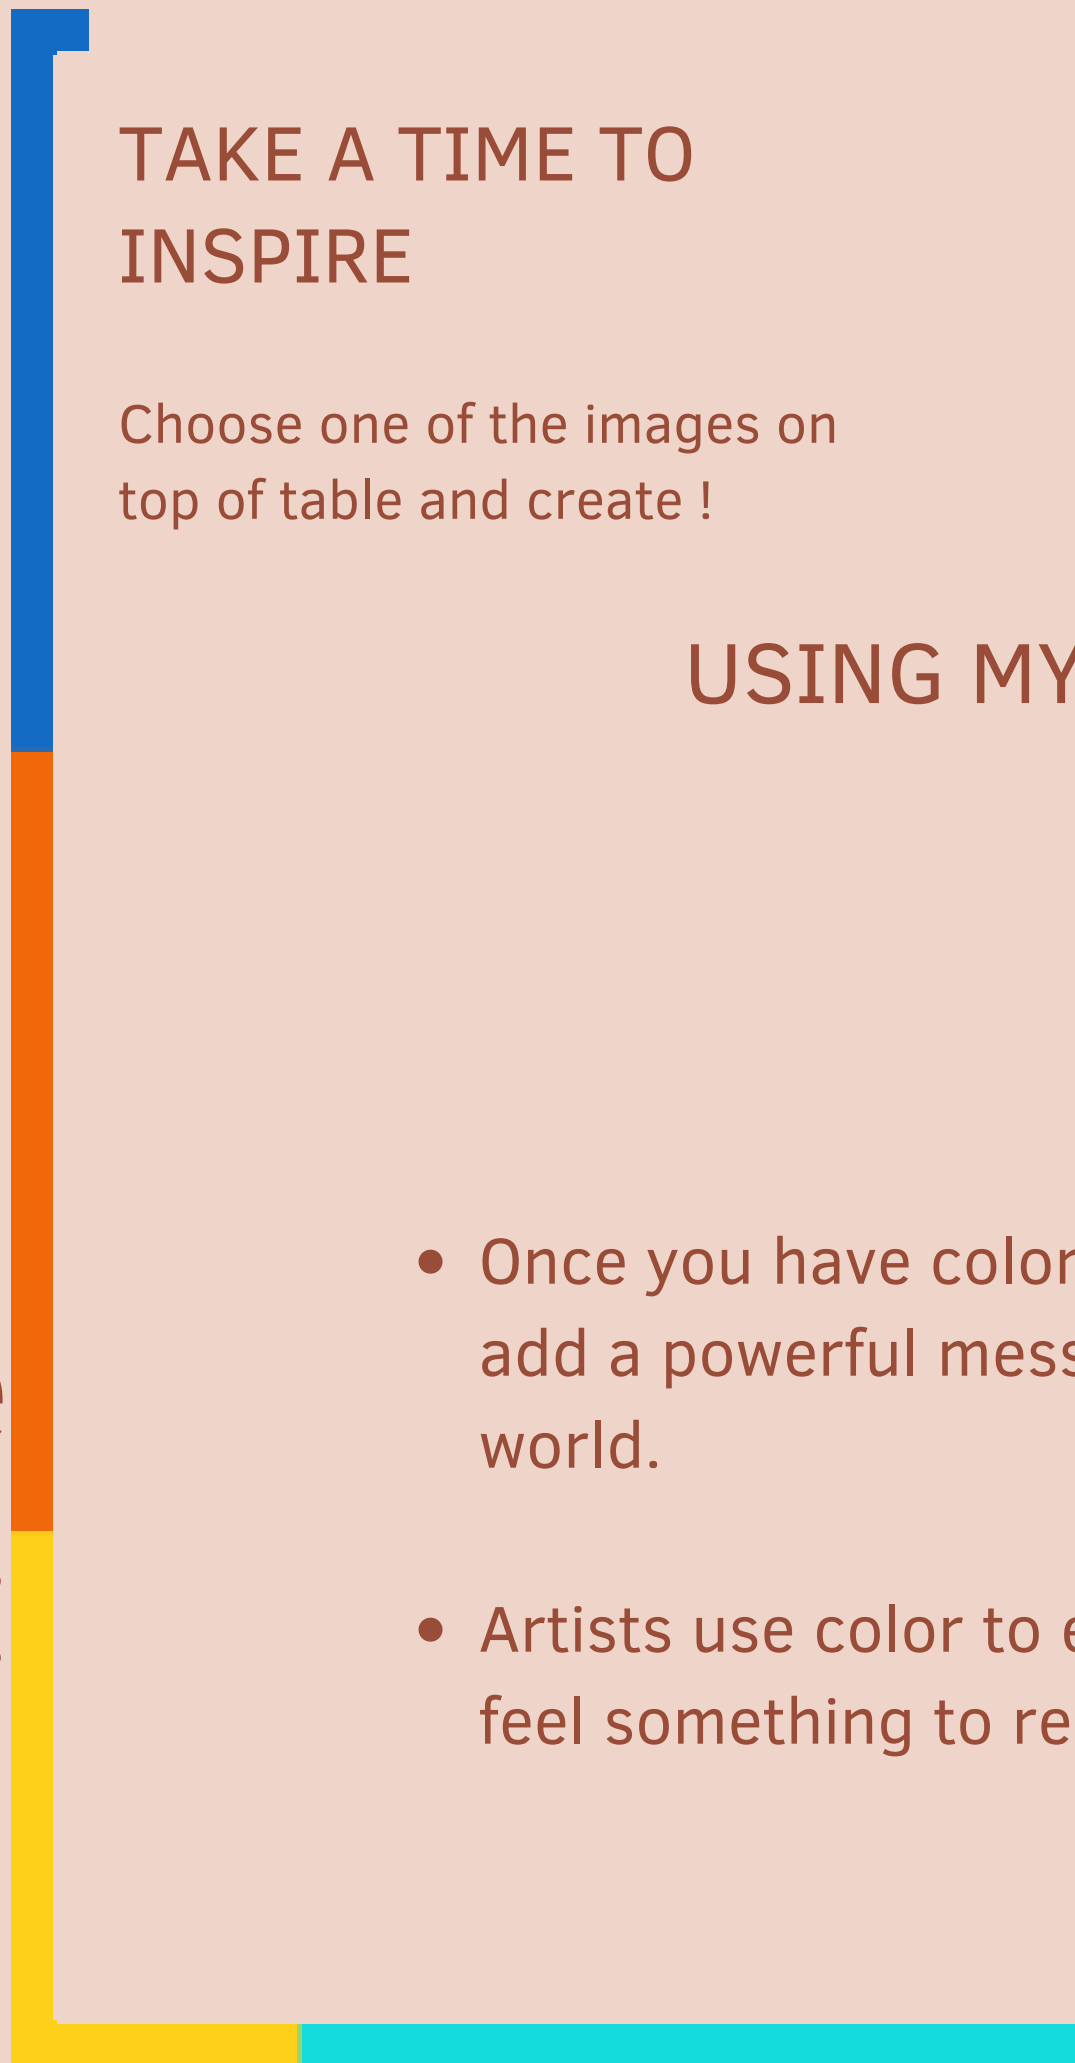 TAKE A TIME TO
INSPIRE
Choose one of the images on
top of table and create !
USING MY
• Once you have color
add a powerful mess
world.
• Artists use color to e
feel something to re